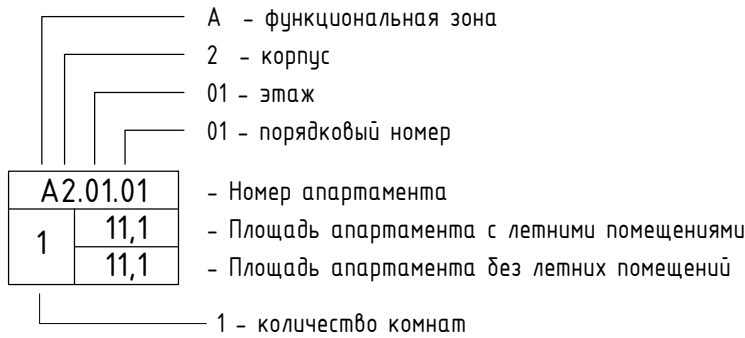 А – функциональная зона
2 – корпус
01 – этаж
01 – порядковый номер
А2.01.01 – Номер апартамента
1
11,1 – Площадь апартамента с летними помещениями
11,1 – Площадь апартамента без летних помещений
1 – количество комнат